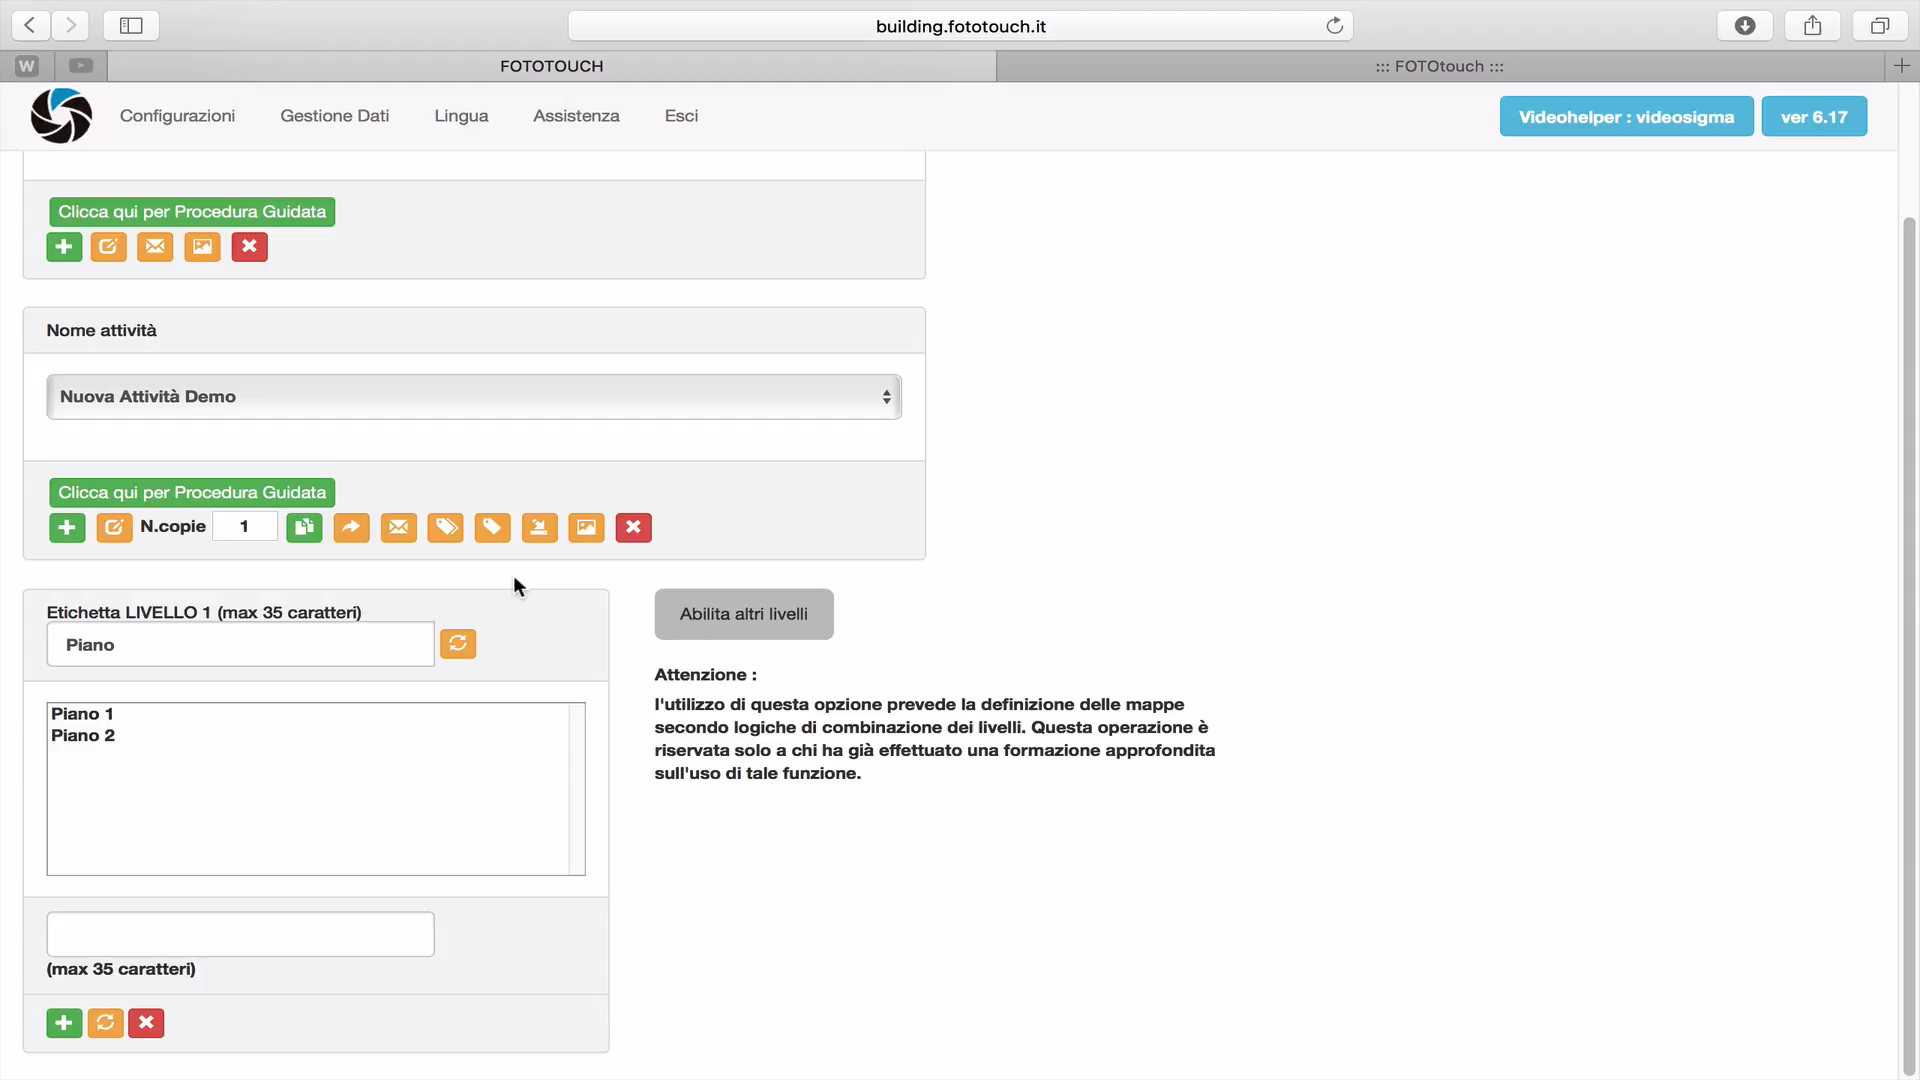 building.fototouch.it
W
FOTOTOUCH
::: FOTOtouch :::
Configurazioni Gestione Dati Lingua Assistenza Esci
Videohelper : videosigma ver 6.17
Clicca qui per Procedura Guidata
Nome attività
Nuova Attività Demo
Clicca qui per Procedura Guidata
N.copie 1
Etichetta LIVELLO 1 (max 35 caratteri)
Piano
Piano 1
Piano 2
(max 35 caratteri)
Abilita altri livelli
Attenzione :
l'utilizzo di questa opzione prevede la definizione delle mappe
secondo logiche di combinazione dei livelli. Questa operazione è
riservata solo a chi ha già effettuato una formazione approfondita
sull'uso di tale funzione.